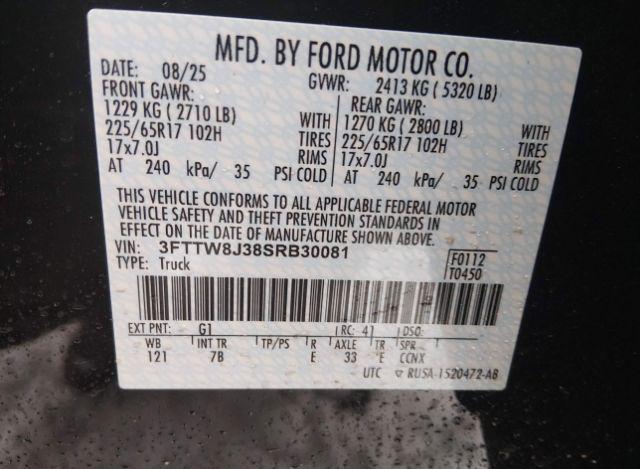 MFD. BY FORD MOTOR CO.
DATE: 08/25 GVWR: 2413 KG ( 5320 LB)
FRONT GAWR: REAR GAWR:
1229 KG ( 2710 LB) WITH 1270 KG ( 2800 LB) WITH
225/65R17 102H TIRES 225/65R17 102H TIRES
17x7.0J RIMS 17x7.0J RIMS
AT 240 kPa/ 35 PSI COLD AT 240 kPa/ 35 PSI COLD
THIS VEHICLE CONFORMS TO ALL APPLICABLE FEDERAL MOTOR
VEHICLE SAFETY AND THEFT PREVENTION STANDARDS IN
EFFECT ON THE DATE OF MANUFACTURE SHOWN ABOVE.
VIN: 3FTTW8J38SRB30081 F0112
TYPE: Truck T0450
EXT PNT: G1 RC: 41 DSO:
WB INT TR TP/PS R AXLE TR SPR
121 7B E 33 E CCNX
UTC ▽ RUSA-1520472-AB